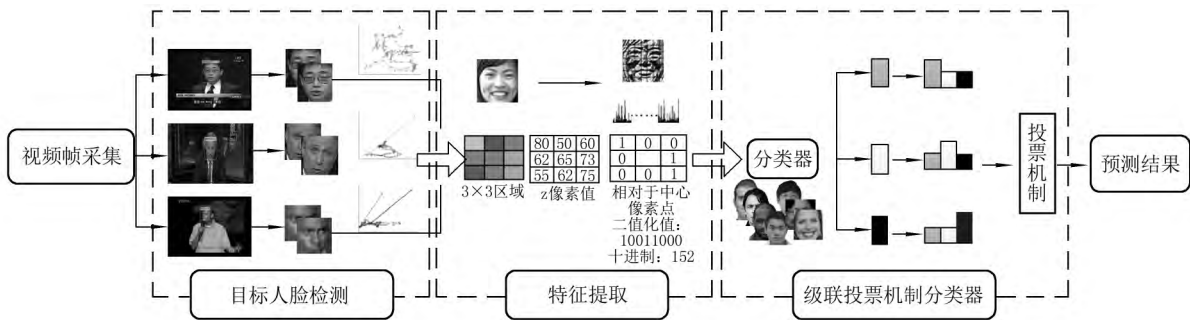 视频帧采集
目标人脸检测
80 50 60
62 65 73
55 62 75
1 0 0
0 1
0 0 1
3×3区域
z像素值
相对于中心
像素点
二值化值:
10011000
十进制: 152
特征提取
分类器
投票机制
级联投票机制分类器
预测结果